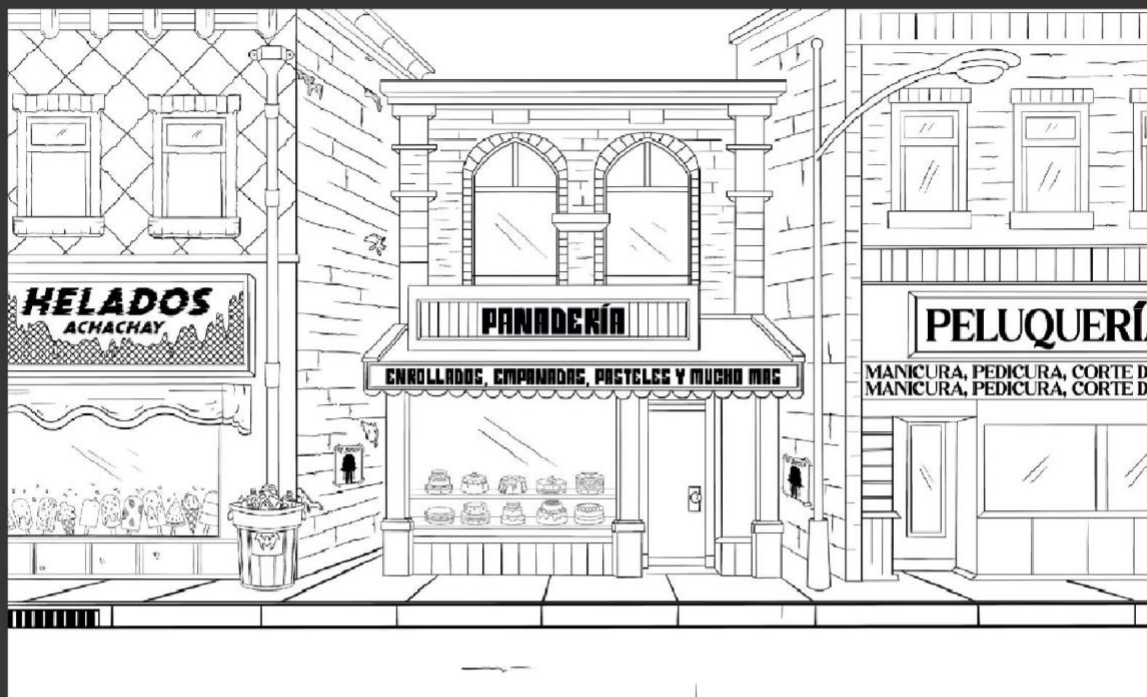 HELADOS
ACHACHAY
PANADERÍA
ENROLLADOS, EMPANADAS, PASTELES Y MUCHO MAS
PELUQUERÍ
MANICURA, PEDICURA, CORTE D
MANICURA, PEDICURA, CORTE D